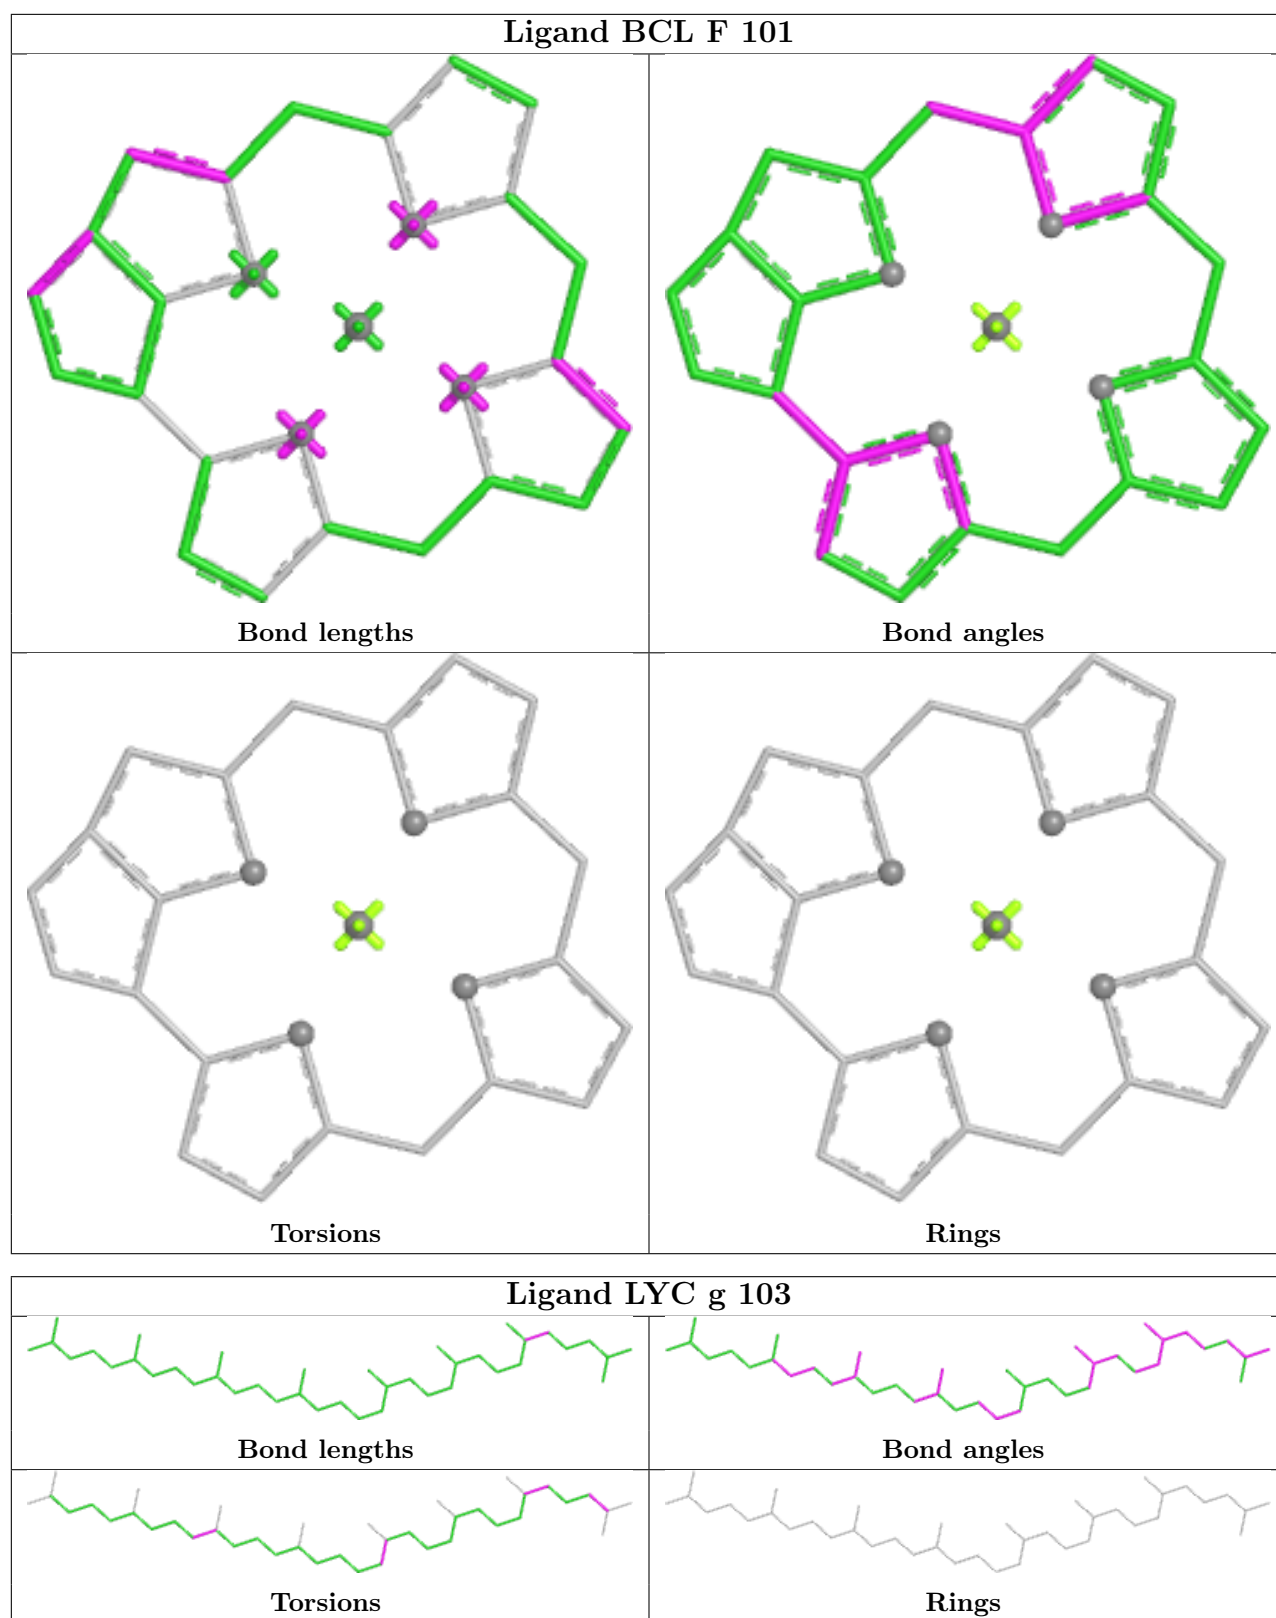 Ligand BCL F 101
Bond lengths
Bond angles
Torsions
Rings
Ligand LYC g 103
Bond lengths
Bond angles
Torsions
Rings